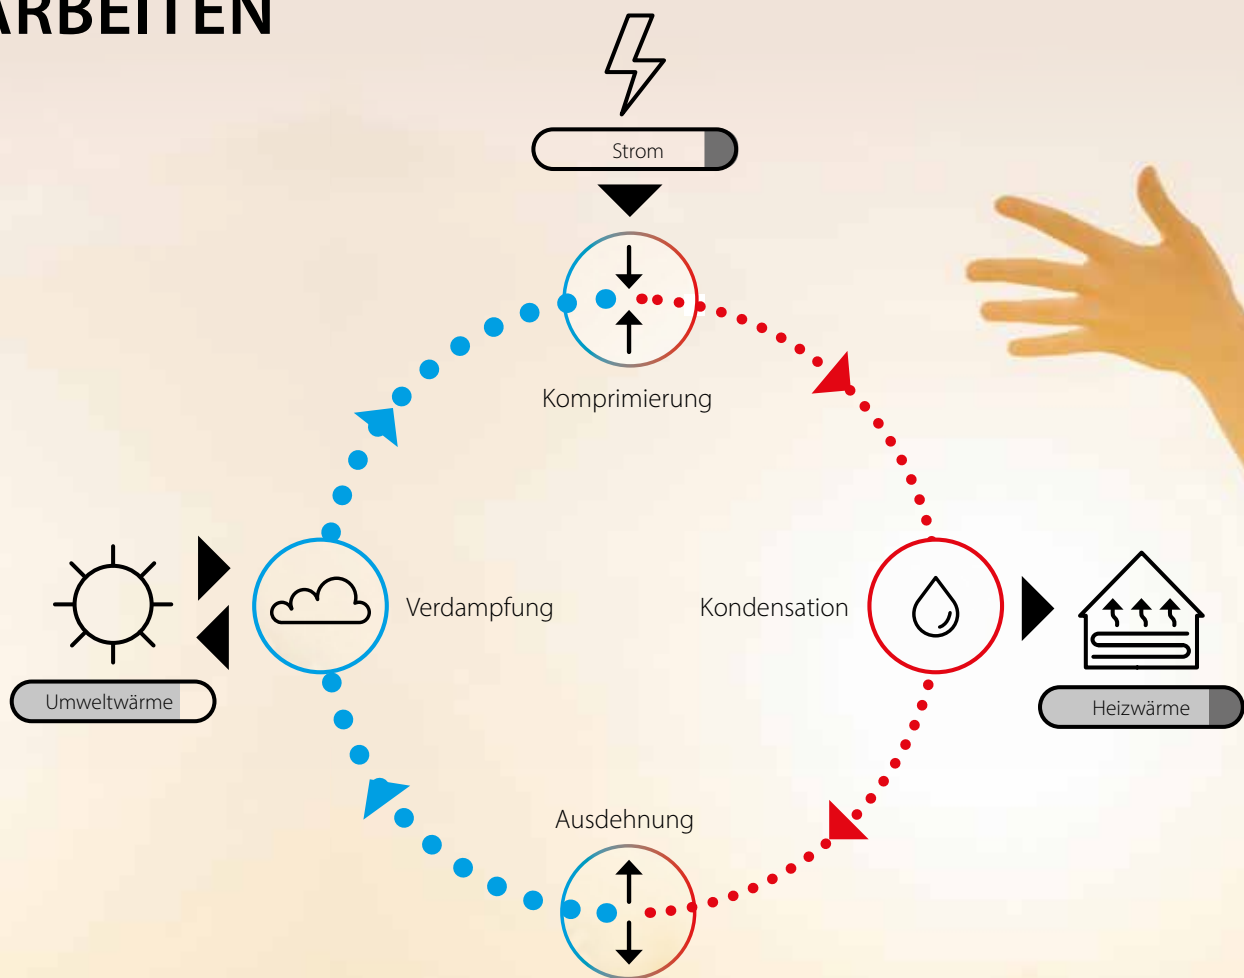 ARBEITEN
Strom
Komprimierung
Verdampfung
Kondensation
Umweltwärme
Heizwärme
Ausdehnung